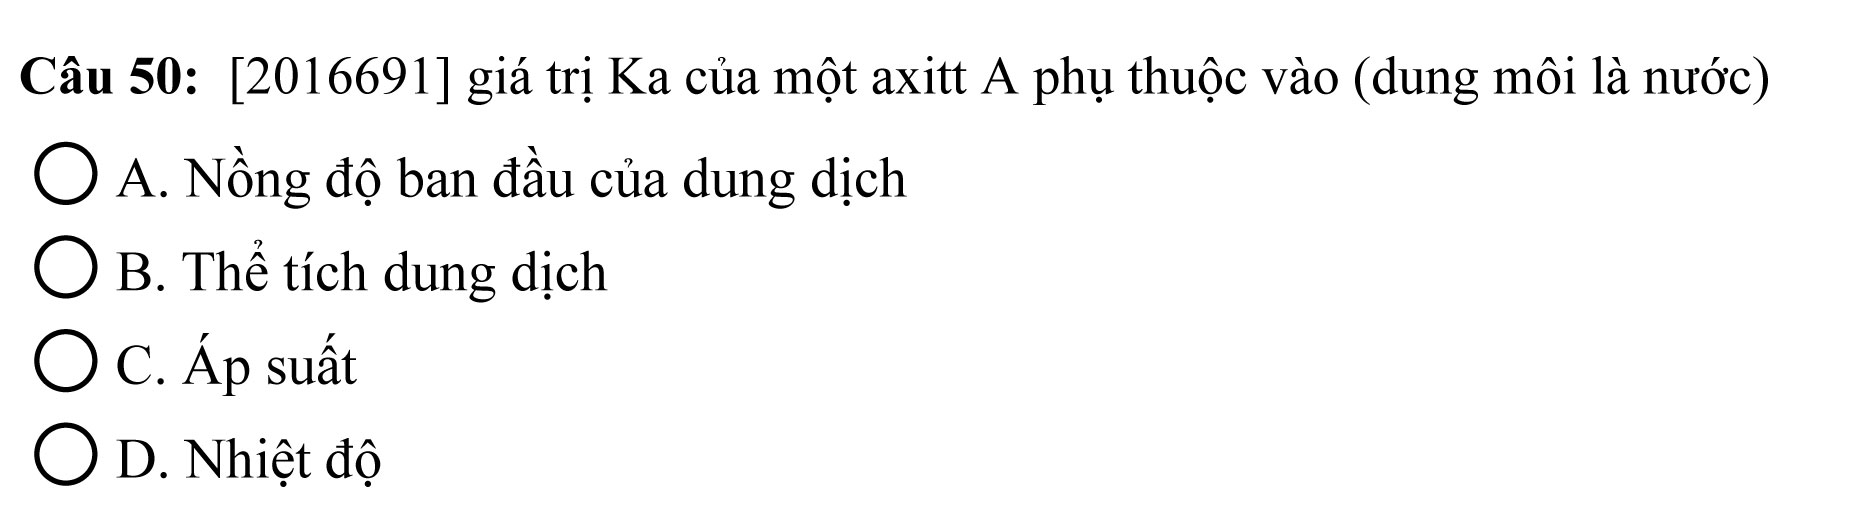 Câu 50: [2016691] giá trị Ka của một axitt A phụ thuộc vào (dung môi là nước)
A. Nồng độ ban đầu của dung dịch
B. Thể tích dung dịch
C. Áp suất
D. Nhiệt độ